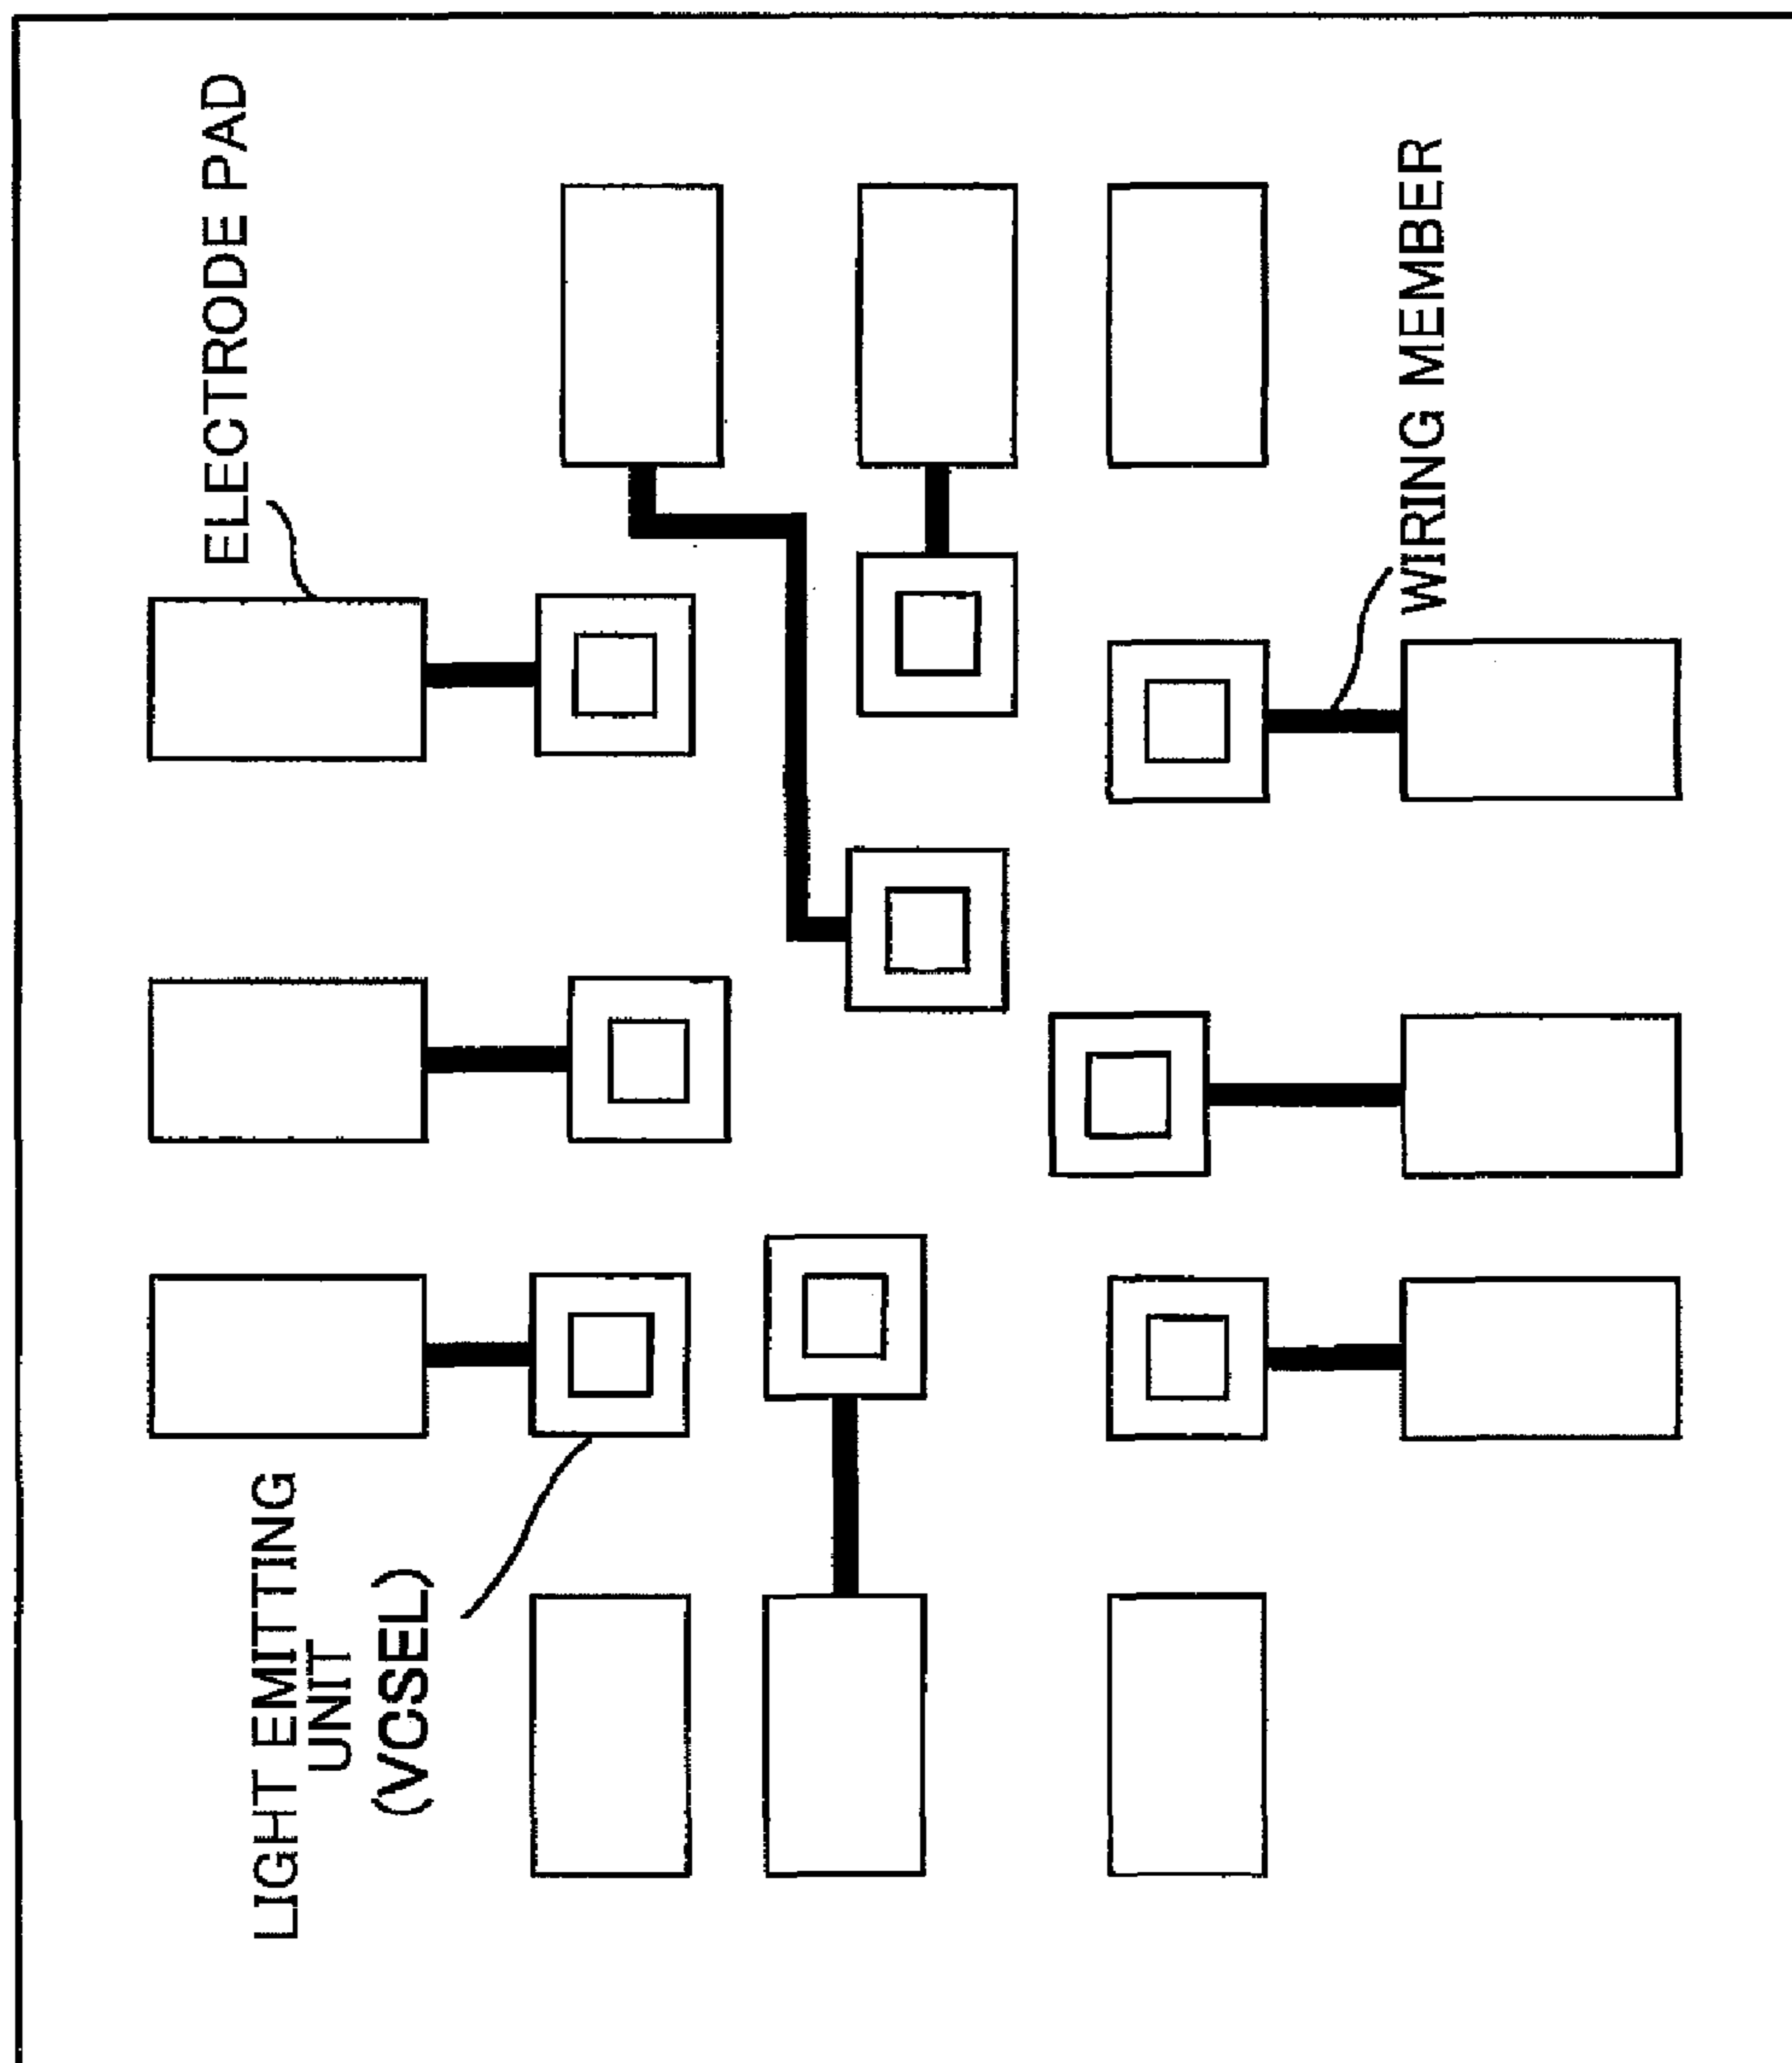 ELECTRODE PAD
WIRING MEMBER
LIGHT EMITTING
UNIT
(VCSEL)